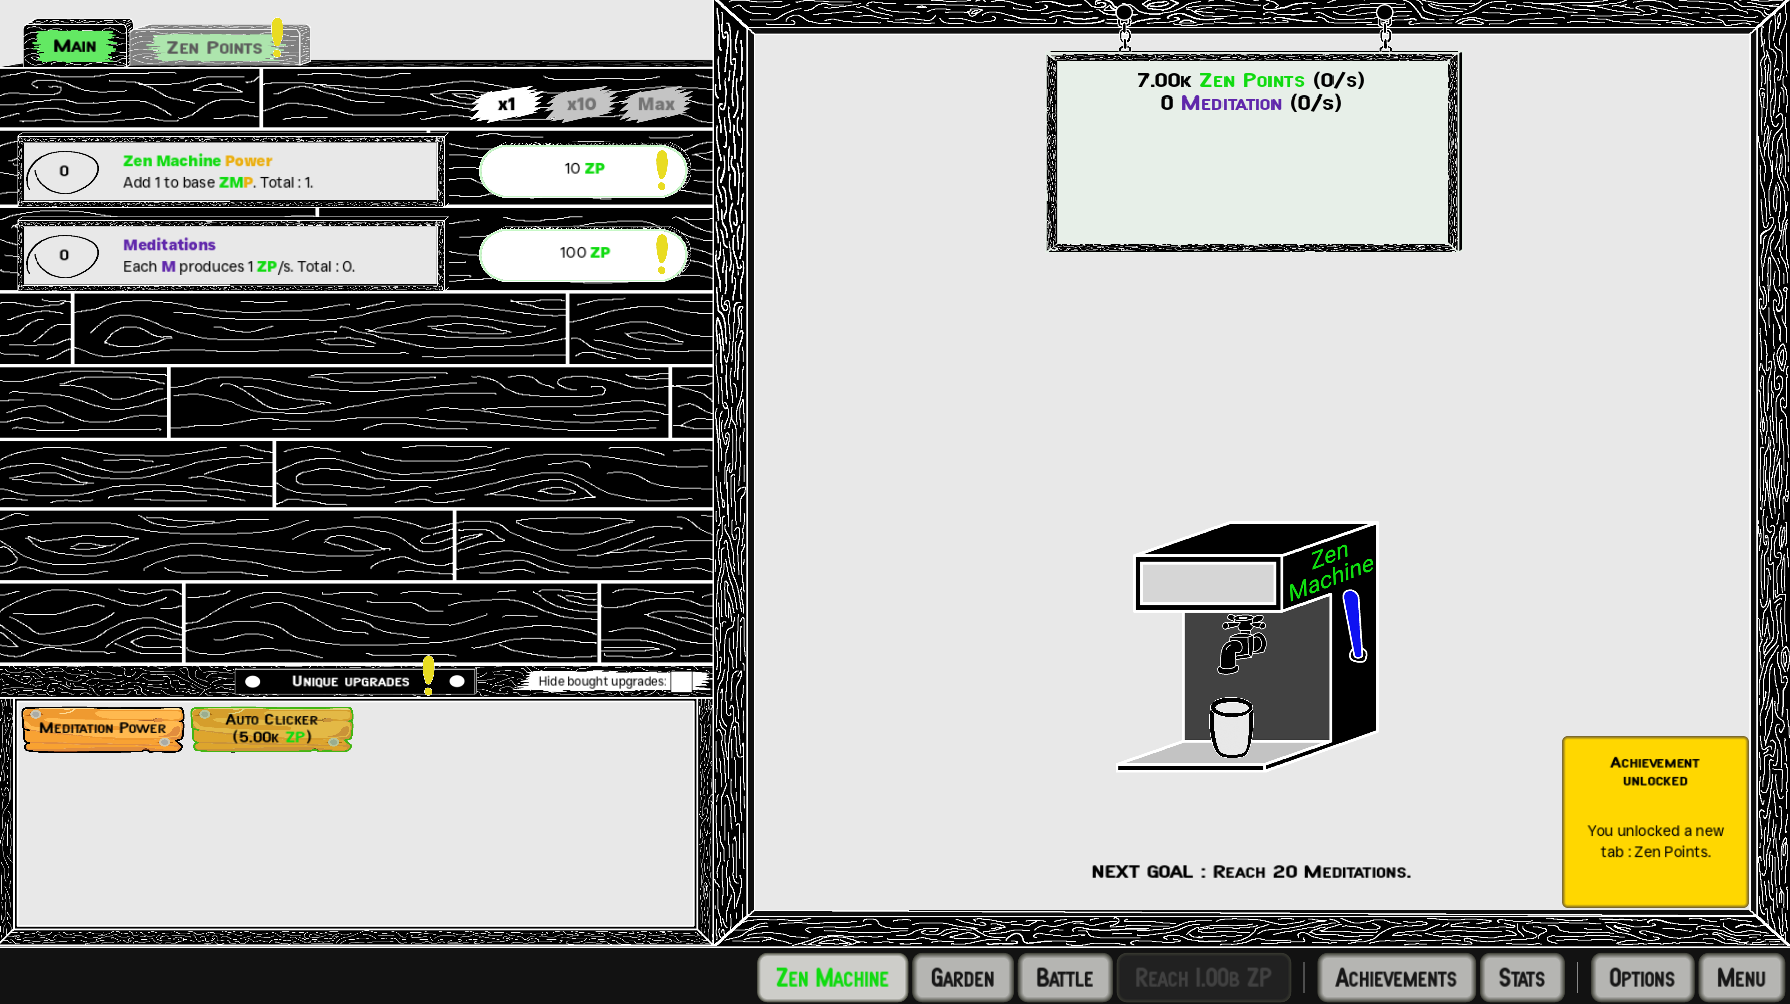 Main
Zen Points
x1 x10 Max
0
Zen Machine Power
Add 1 to base ZMP. Total : 1.
10 ZP
0
Meditations
Each M produces 1 ZP/s. Total : 0.
100 ZP
Unique upgrades
Hide bought upgrades:
Meditation Power
Auto Clicker
(5.00k ZP)
7.00k Zen Points (0/s)
0 Meditation (0/s)
Zen
Machine
NEXT GOAL : Reach 20 Meditations.
Achievement
unlocked
You unlocked a new
tab : Zen Points.
Zen Machine
Garden
Battle
Reach 1.00b ZP
Achievements
Stats
Options
Menu